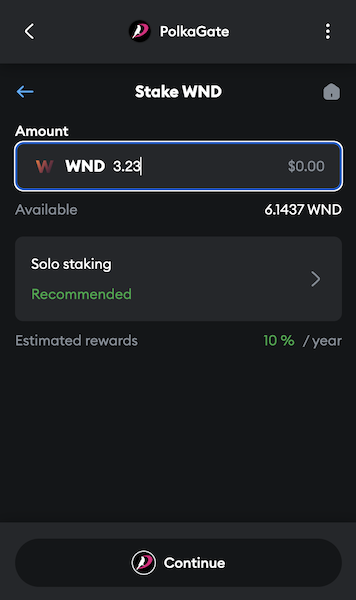 PolkaGate
Stake WND
Amount
W WND 3.23 $0.00
Available 6.1437 WND
Solo staking
Recommended
Estimated rewards 10 % / year
Continue